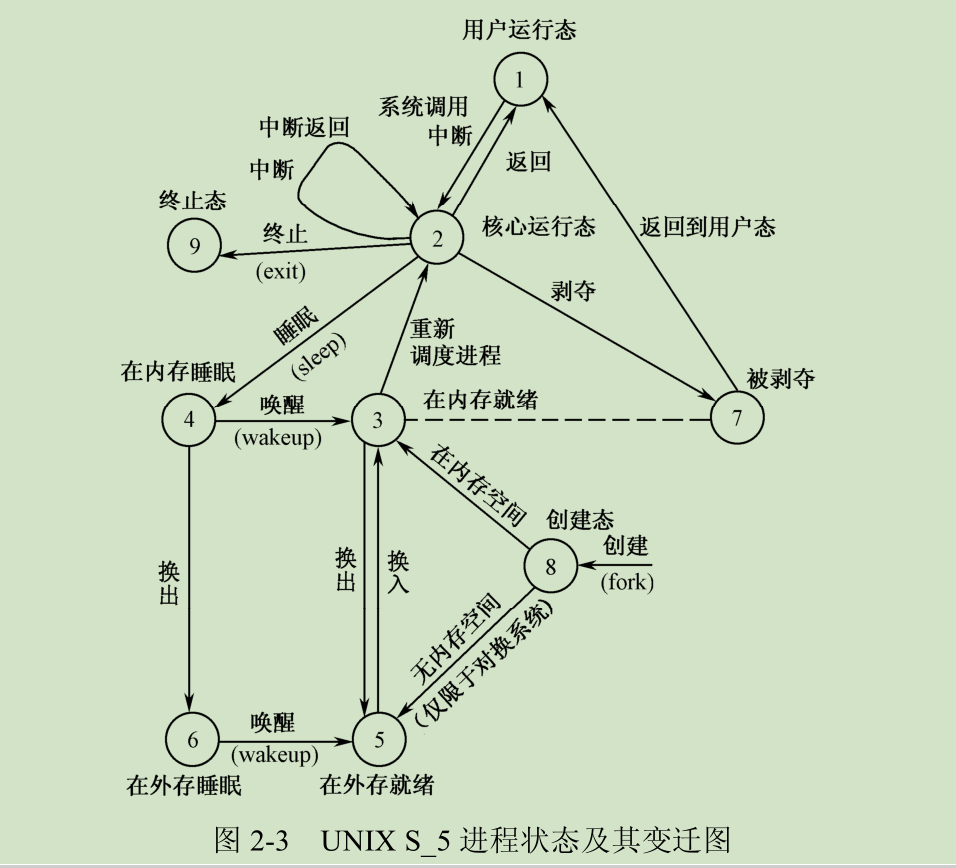 用户运行态
1
系统调用
中断
中断返回
返回
中断
终止态
9
终止
(exit)
2
核心运行态
返回到用户态
剥夺
睡眠
(sleep)
重新
调度进程
在内存睡眠
被剥夺
4
唤醒
(wakeup)
3
在内存就绪
7
在内存空间
创建态
创建
8
(fork)
换出
换出
换入
无内存空间
(仅限于对换系统)
6
唤醒
(wakeup)
5
在外存睡眠
在外存就绪
图 2-3 UNIX S_5 进程状态及其变迁图